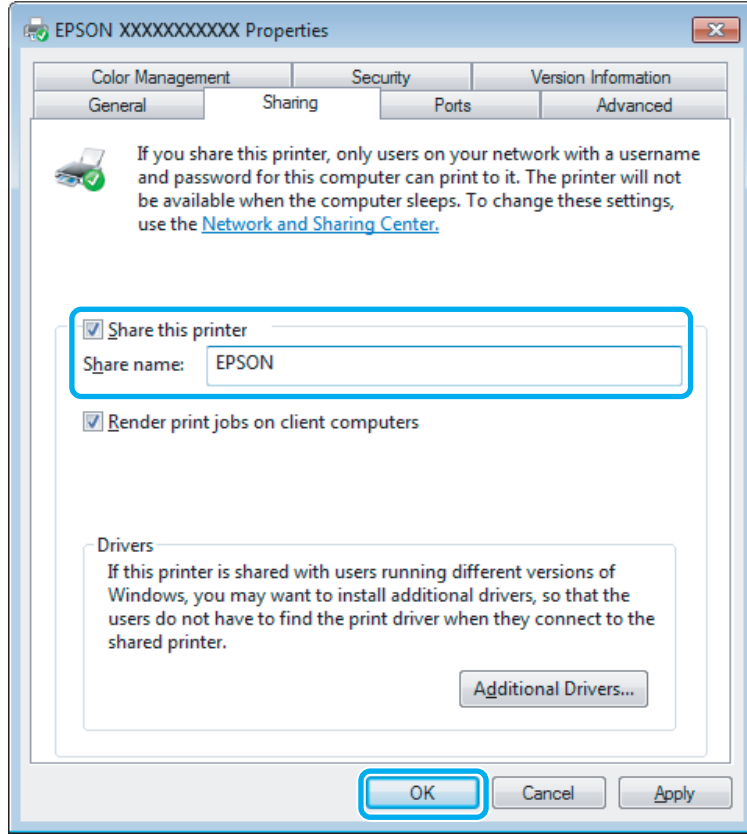 EPSON XXXXXXXXXXX Properties
Color Management Security Version Information
General Sharing Ports Advanced
If you share this printer, only users on your network with a username
and password for this computer can print to it. The printer will not
be available when the computer sleeps. To change these settings,
use the Network and Sharing Center.
Share this printer
Share name: EPSON
Render print jobs on client computers
Drivers
If this printer is shared with users running different versions of
Windows, you may want to install additional drivers, so that the
users do not have to find the print driver when they connect to the
shared printer.
Additional Drivers...
OK Cancel Apply